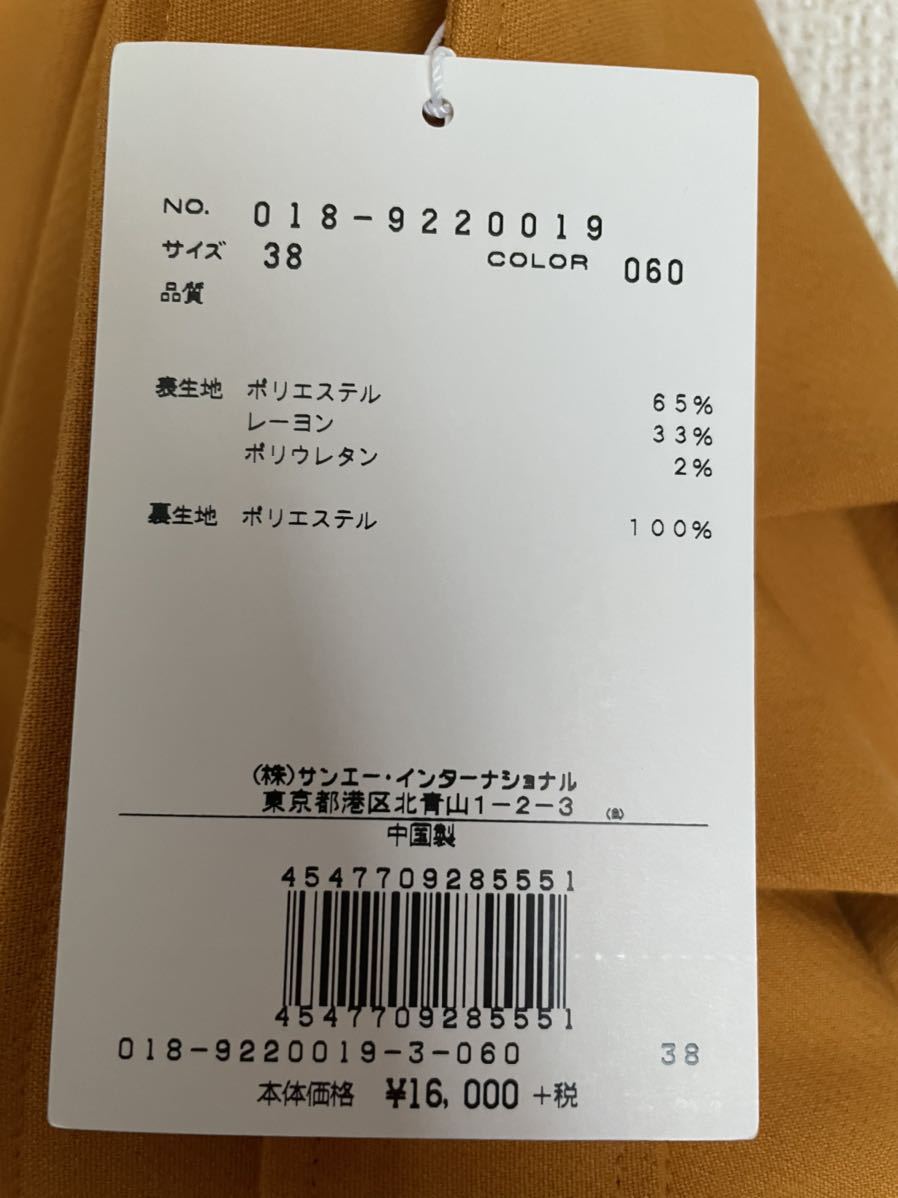 NO. 018-9220019
サイズ 38 COLOR 060
品質
表生地 ポリエステル 65%
レーヨン 33%
ポリウレタン 2%
裏生地 ポリエステル 100%
(株)サンエー・インターナショナル
東京都港区北青山1-2-3
中国製
4547709285551
4547709285551
018-9220019-3-060 38
本体価格 ¥16,000 +税